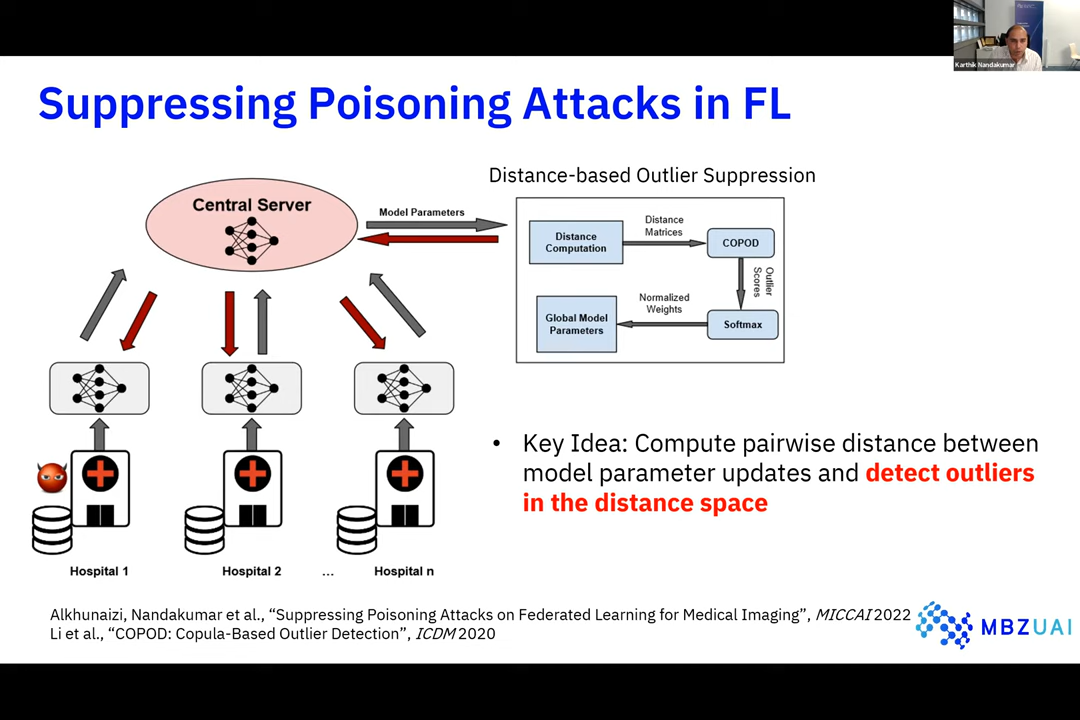 Karthik Nandakumar
Suppressing Poisoning Attacks in FL
Distance-based Outlier Suppression
Central Server
Model Parameters
Distance
Computation
Distance
Matrices
COPOD
Outlier
Scores
Softmax
Normalized
Weights
Global Model
Parameters
• Key Idea: Compute pairwise distance between
model parameter updates and detect outliers
in the distance space
Hospital 1
Hospital 2
...
Hospital n
Alkhunaizi, Nandakumar et al., “Suppressing Poisoning Attacks on Federated Learning for Medical Imaging”, MICCAI 2022
Li et al., “COPOD: Copula-Based Outlier Detection”, ICDM 2020
MBZUAI